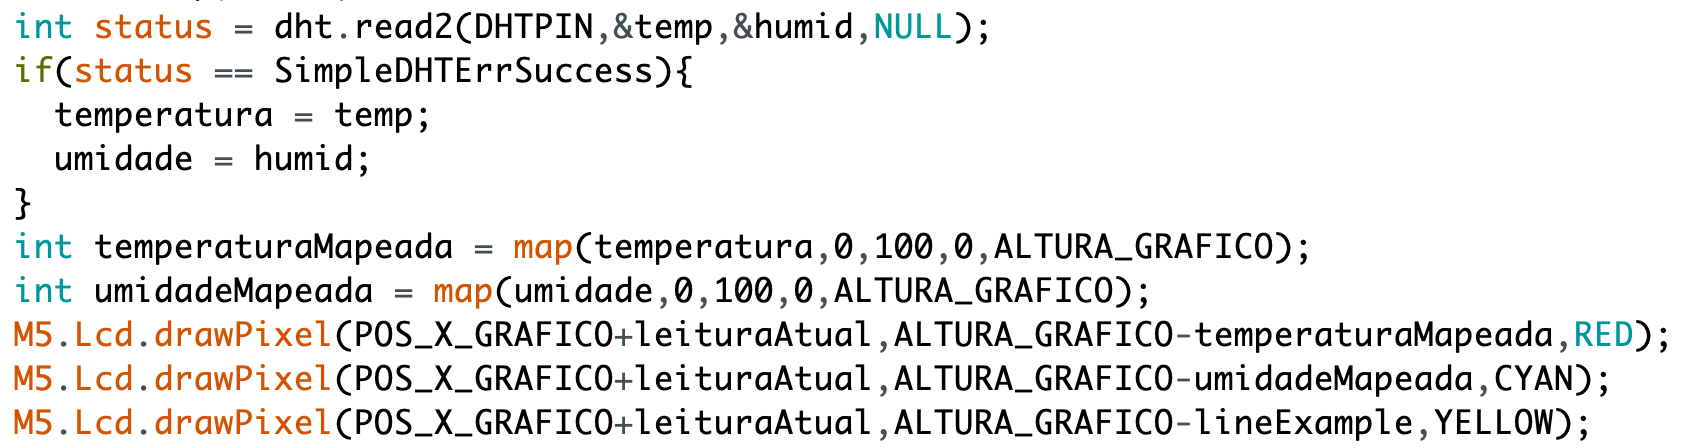 int status = dht.read2(DHTPIN,&temp,&humid,NULL);
if(status == SimpleDHTErrSuccess){
  temperatura = temp;
  umidade = humid;
}
int temperaturaMapeada = map(temperatura,0,100,0,ALTURA_GRAFICO);
int umidadeMapeada = map(umidade,0,100,0,ALTURA_GRAFICO);
M5.Lcd.drawPixel(POS_X_GRAFICO+leituraAtual,ALTURA_GRAFICO-temperaturaMapeada,RED);
M5.Lcd.drawPixel(POS_X_GRAFICO+leituraAtual,ALTURA_GRAFICO-umidadeMapeada,CYAN);
M5.Lcd.drawPixel(POS_X_GRAFICO+leituraAtual,ALTURA_GRAFICO-lineExample,YELLOW);